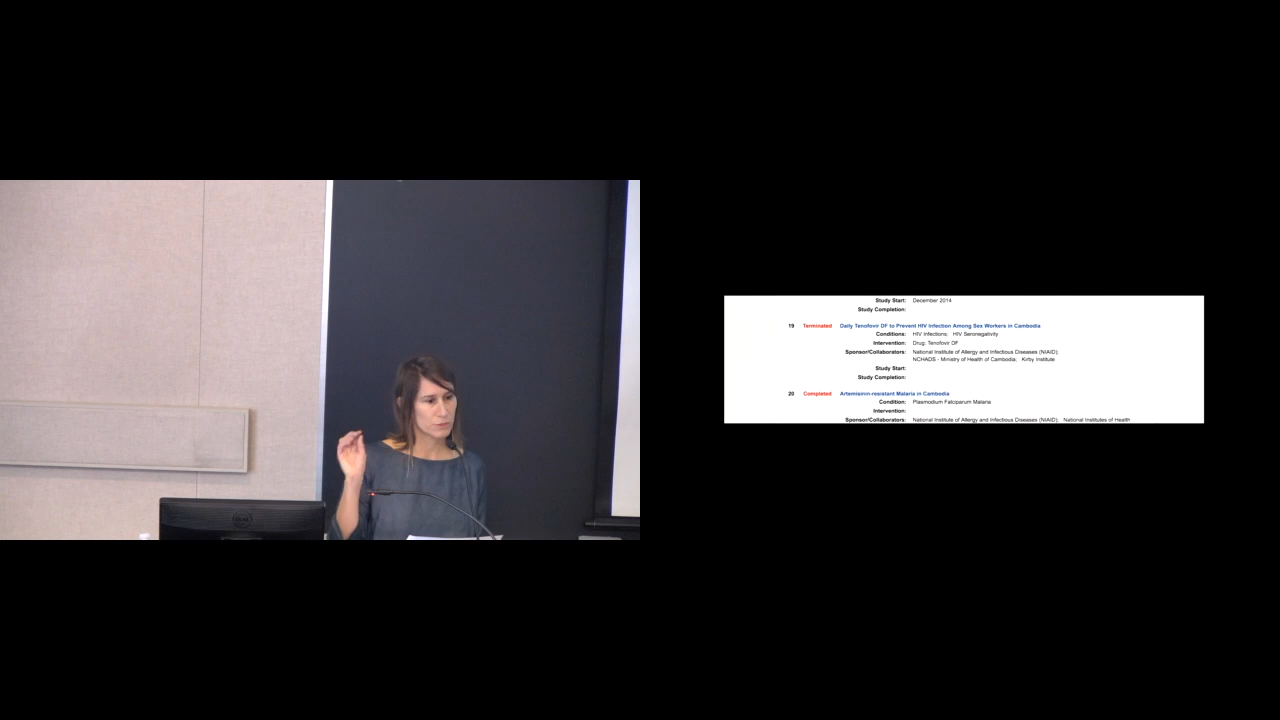 Study Start: December 2014
Study Completion:
19 Terminated Daily Tenofovir DF to Prevent HIV Infection Among Sex Workers in Cambodia
Conditions: HIV Infections; HIV Seronegativity
Intervention: Drug: Tenofovir DF
Sponsor/Collaborators: National Institute of Allergy and Infectious Diseases (NIAID);
NCHADS - Ministry of Health of Cambodia; Kirby Institute
Study Start:
Study Completion:
20 Completed Artemisinin-resistant Malaria in Cambodia
Condition: Plasmodium Falciparum Malaria
Intervention:
Sponsor/Collaborators: National Institute of Allergy and Infectious Diseases (NIAID); National Institutes of Health
DELL